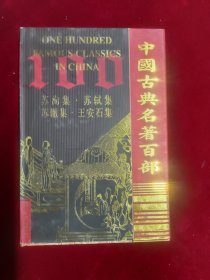 ONE HUNDRED
FAMOUS CLASSICS
IN CHINA
100
苏洵集·苏轼集
苏辙集·王安石集
中國古典名著百部